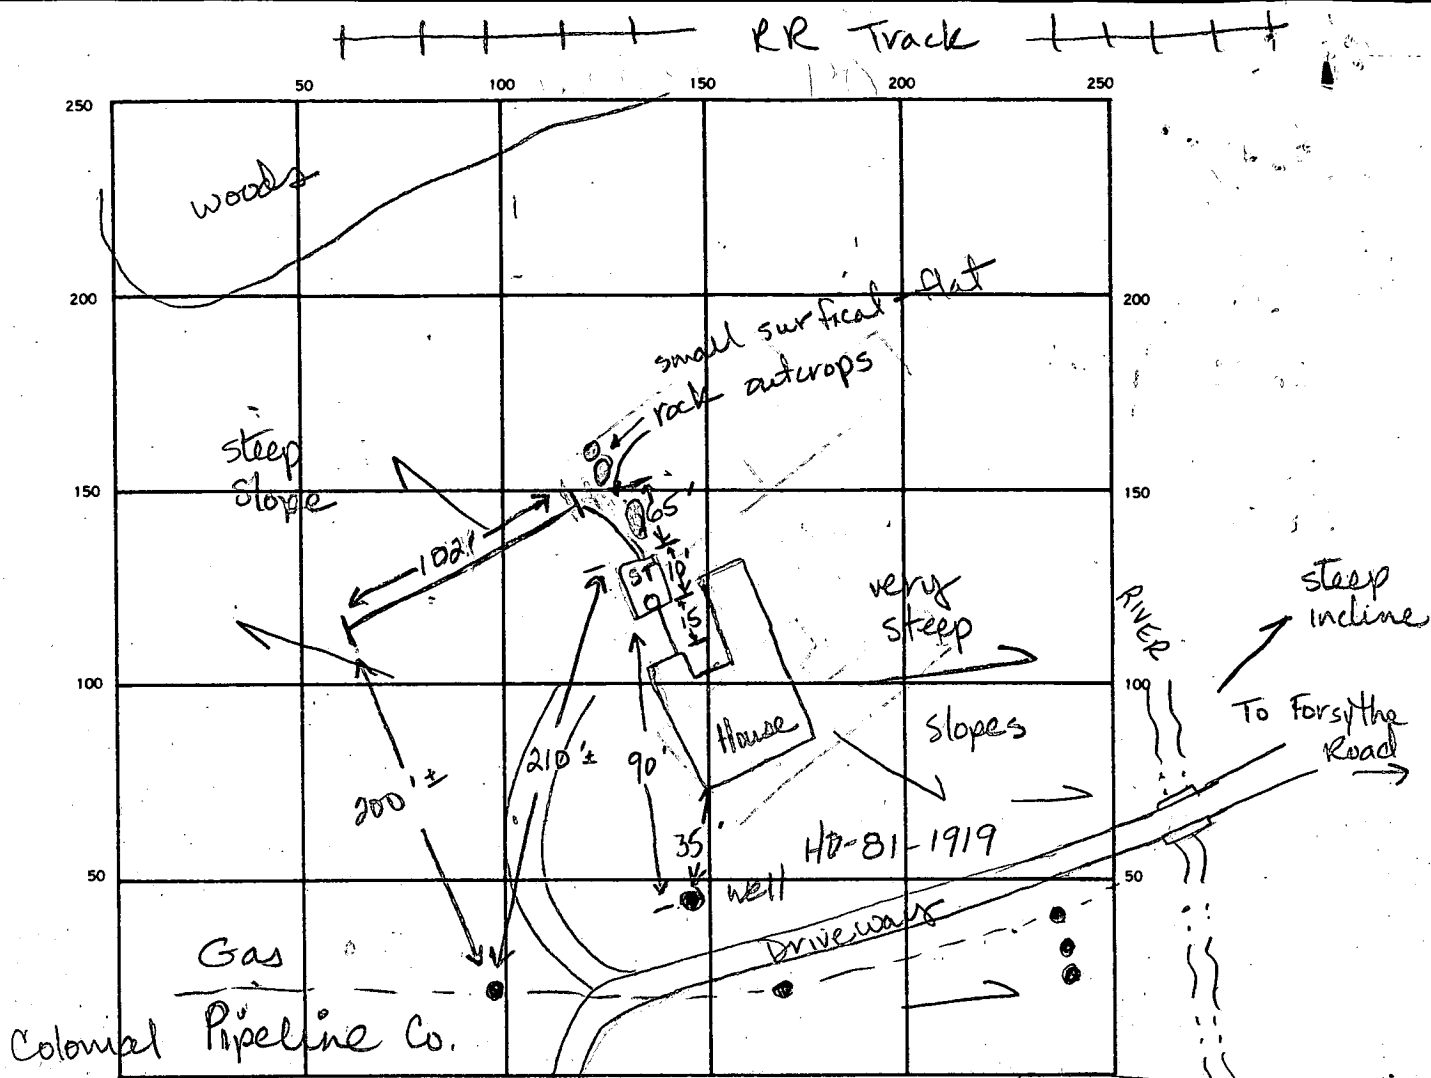 RR Track
50 100 150 200 250
250
woods
200 200
small surfical flat
rock outcrops
steep
slope
150 150
65'
102'
10'
ST
15'
very
steep
RIVER
steep
incline
100 100
To Forsythe
Road
House
slopes
210'±
90'
200'±
35'
HD-81-1919
50 50
well
Driveway
Gas
Colonial Pipeline Co.